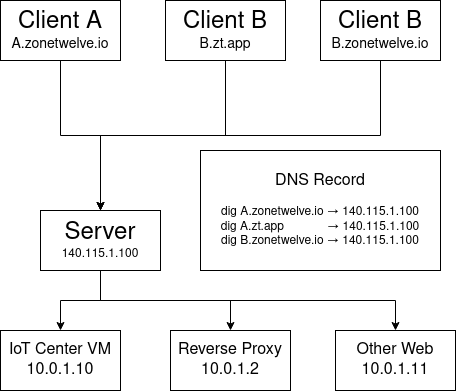 Client A
A.zonetwelve.io
Client B
B.zt.app
Client B
B.zonetwelve.io
DNS Record
dig A.zonetwelve.io → 140.115.1.100
dig A.zt.app → 140.115.1.100
dig B.zonetwelve.io → 140.115.1.100
Server
140.115.1.100
IoT Center VM
10.0.1.10
Reverse Proxy
10.0.1.2
Other Web
10.0.1.11